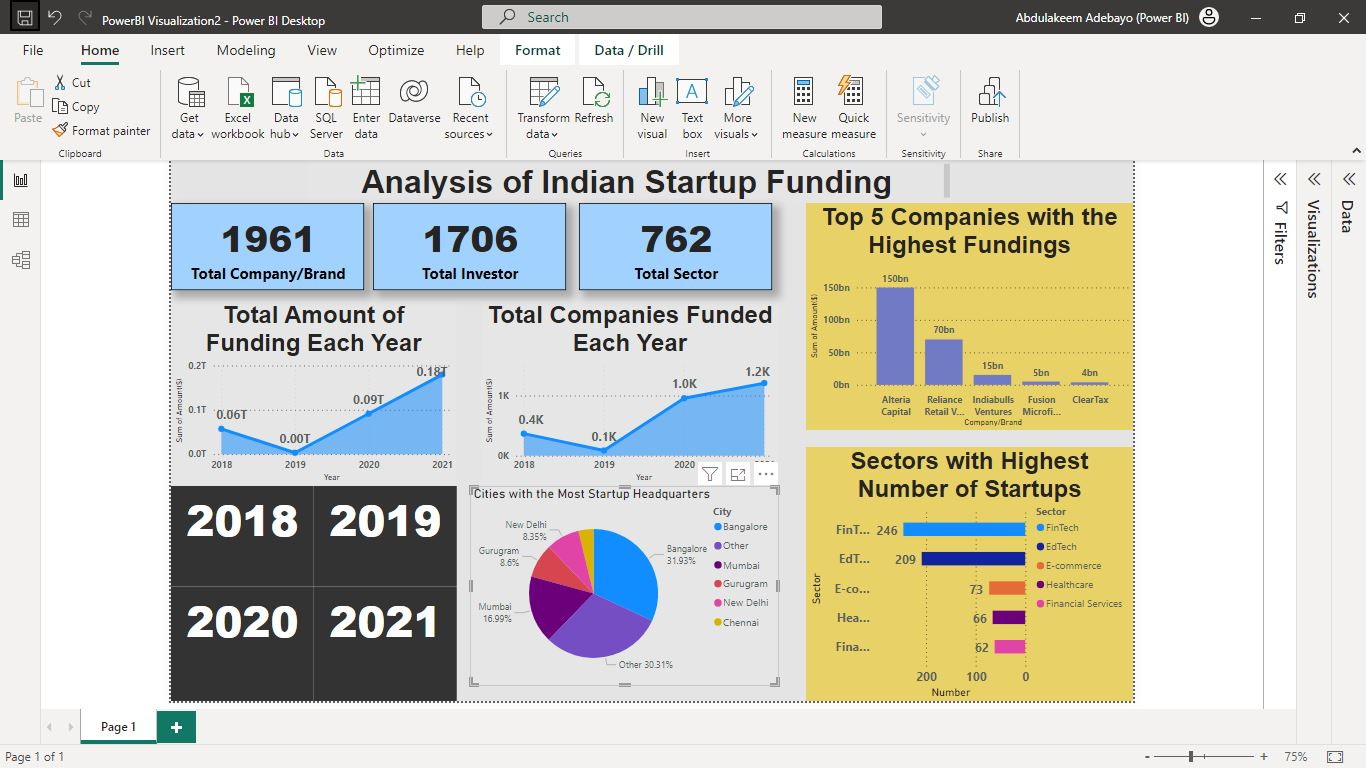 PowerBI Visualization2 - Power BI Desktop
Search
Abdulakeem Adebayo (Power BI)
File Home Insert Modeling View Optimize Help Format Data / Drill
Paste
Cut
Copy
Format painter
Clipboard
Get data
Excel workbook
Data hub
SQL Server
Enter data
Dataverse
Recent sources
Data
Transform data
Refresh
Queries
New visual
Text box
More visuals
Insert
New measure
Quick measure
Calculations
Sensitivity
Sensitivity
Publish
Share
Analysis of Indian Startup Funding
1961
Total Company/Brand
1706
Total Investor
762
Total Sector
Total Amount of
Funding Each Year
Sum of Amount($)
0.2T
0.1T
0.0T
0.06T
0.00T
0.09T
0.18T
2018 2019 2020 2021
Year
Total Companies Funded
Each Year
Sum of Amount($)
1K
0K
0.4K
0.1K
1.0K
1.2K
2018 2019 2020
Year
Top 5 Companies with the
Highest Fundings
Sum of Amount($)
150bn
100bn
50bn
0bn
150bn
70bn
15bn
5bn
4bn
Alteria Capital
Reliance Retail V...
Indiabulls Ventures
Fusion Microfi...
ClearTax
Company/Brand
2018 2019
2020 2021
Cities with the Most Startup Headquarters
New Delhi
8.35%
Gurugram
8.6%
Mumbai
16.99%
Bangalore
31.93%
Other 30.31%
City
Bangalore
Other
Mumbai
Gurugram
New Delhi
Chennai
Sectors with Highest
Number of Startups
Sector
FinT... 246
EdT... 209
E-co... 73
Hea... 66
Fina... 62
200 100 0
Number
Sector
FinTech
EdTech
E-commerce
Healthcare
Financial Services
Filters
Visualizations
Data
Page 1
+
Page 1 of 1
- + 75%